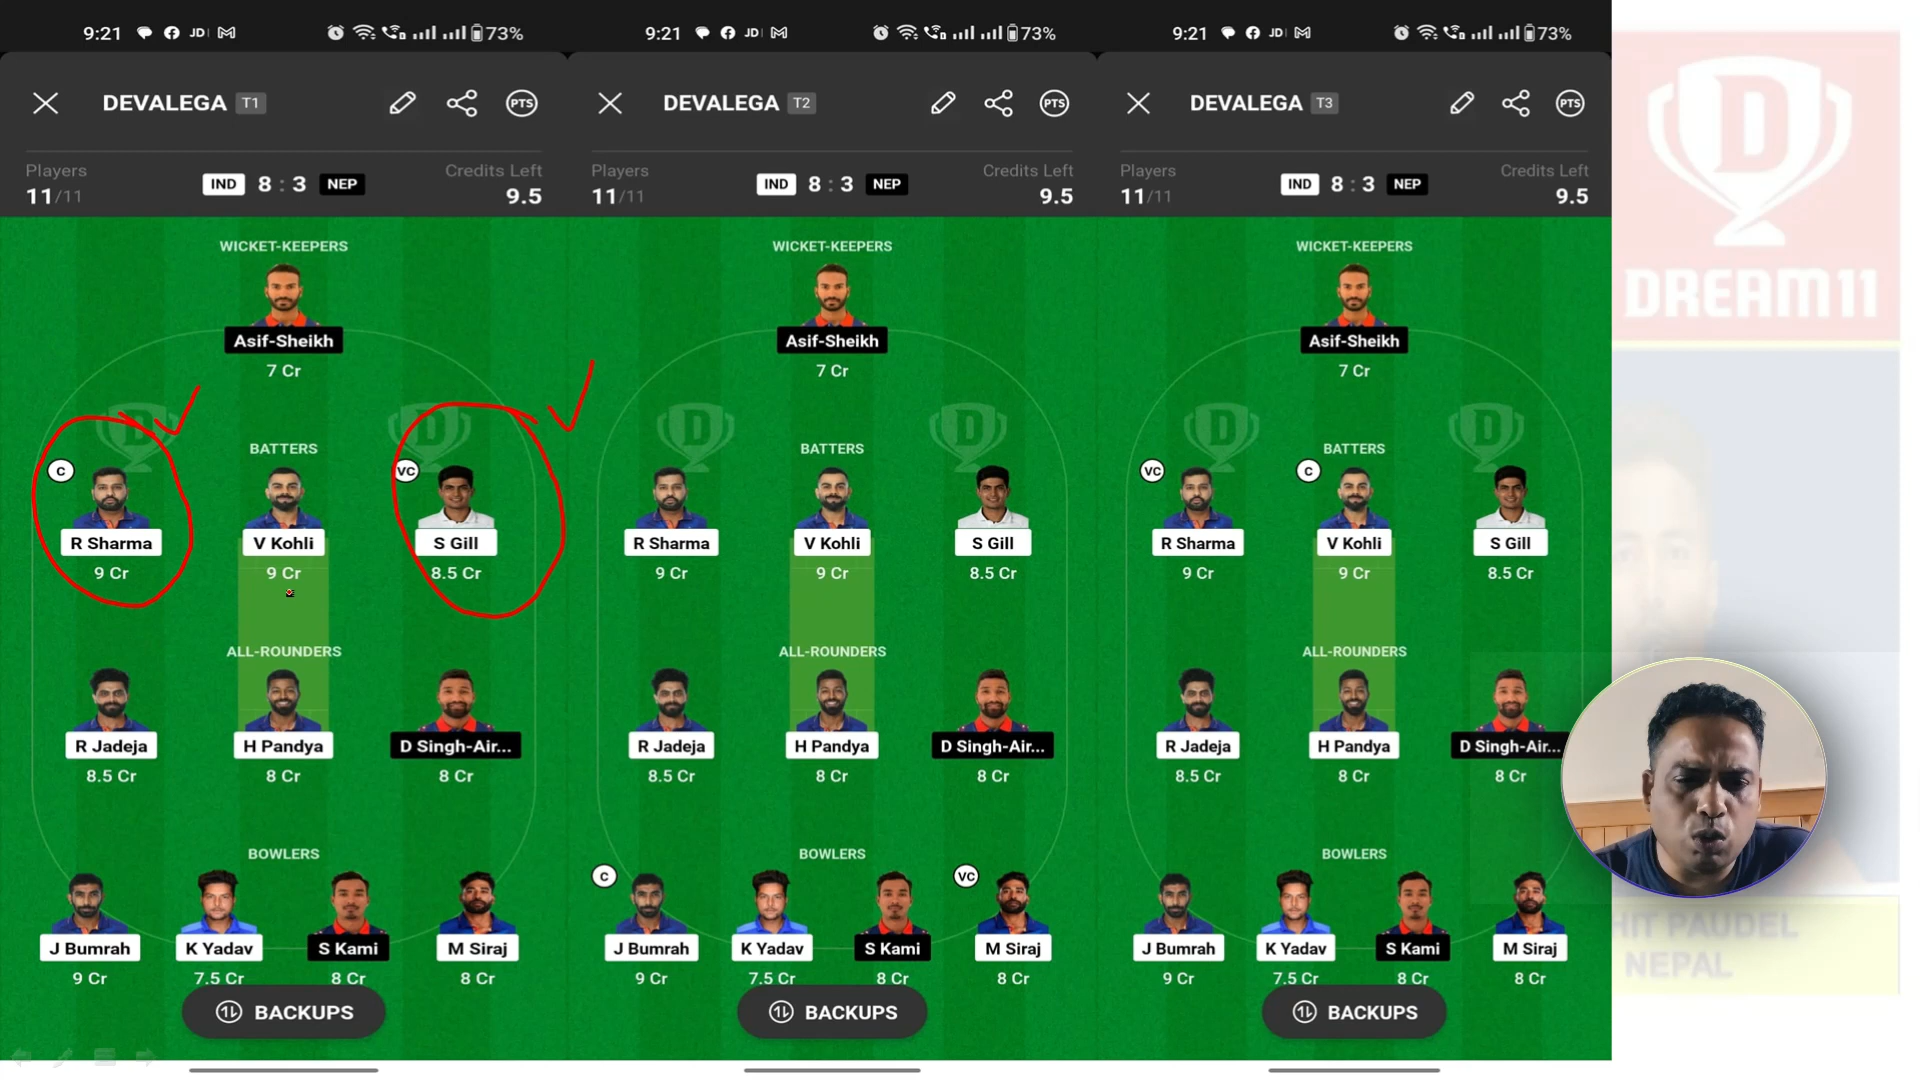 9:21 JD 73%
DEVALEGA T1
PTS
Players
11/11
IND 8 : 3 NEP
Credits Left
9.5
WICKET-KEEPERS
Asif-Sheikh
7 Cr
BATTERS
C
VC
R Sharma
V Kohli
S Gill
9 Cr
9 Cr
8.5 Cr
ALL-ROUNDERS
R Jadeja
H Pandya
D Singh-Air...
8.5 Cr
8 Cr
8 Cr
BOWLERS
J Bumrah
K Yadav
S Kami
M Siraj
9 Cr
7.5 Cr
8 Cr
8 Cr
BACKUPS
9:21 JD 73%
DEVALEGA T2
PTS
Players
11/11
IND 8 : 3 NEP
Credits Left
9.5
WICKET-KEEPERS
Asif-Sheikh
7 Cr
BATTERS
R Sharma
V Kohli
S Gill
9 Cr
9 Cr
8.5 Cr
ALL-ROUNDERS
R Jadeja
H Pandya
D Singh-Air...
8.5 Cr
8 Cr
8 Cr
BOWLERS
C
VC
J Bumrah
K Yadav
S Kami
M Siraj
9 Cr
7.5 Cr
8 Cr
8 Cr
BACKUPS
9:21 JD 73%
DEVALEGA T3
PTS
Players
11/11
IND 8 : 3 NEP
Credits Left
9.5
WICKET-KEEPERS
Asif-Sheikh
7 Cr
BATTERS
VC
C
R Sharma
V Kohli
S Gill
9 Cr
9 Cr
8.5 Cr
ALL-ROUNDERS
R Jadeja
H Pandya
D Singh-Air...
8.5 Cr
8 Cr
8 Cr
BOWLERS
J Bumrah
K Yadav
S Kami
M Siraj
9 Cr
7.5 Cr
8 Cr
8 Cr
BACKUPS
D
DREAM11
HIT PAUDEL
NEPAL